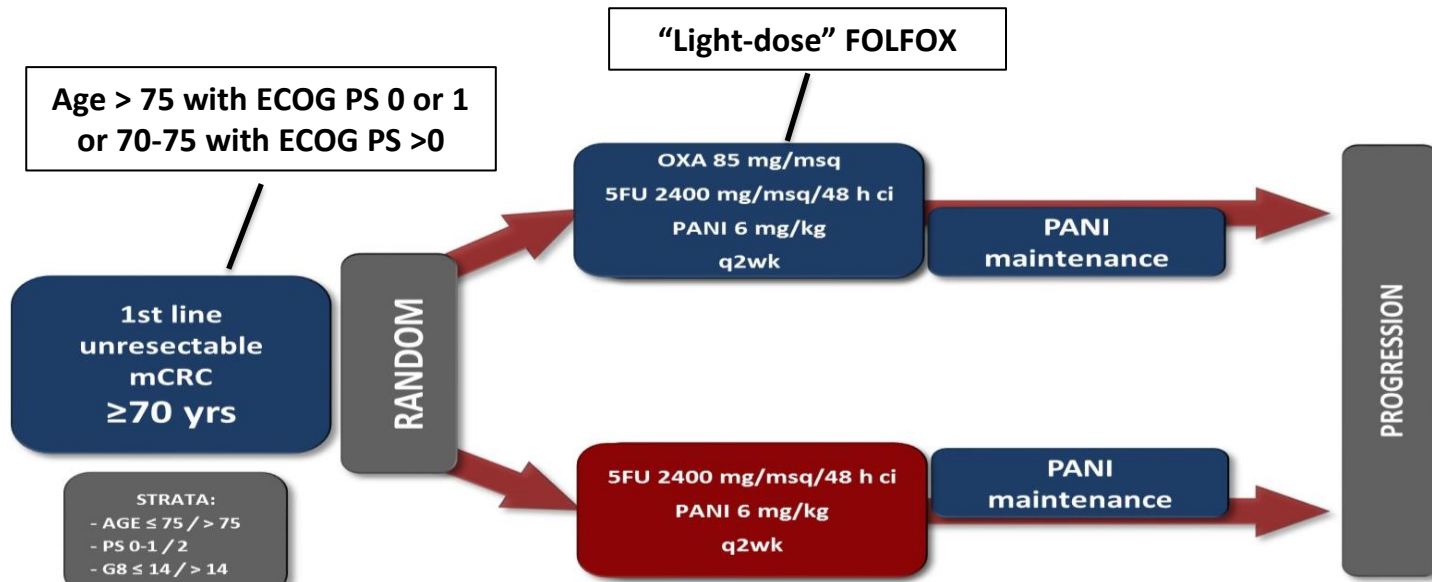 “Light-dose” FOLFOX
Age > 75 with ECOG PS 0 or 1
or 70-75 with ECOG PS >0
OXA 85 mg/msq
5FU 2400 mg/msq/48 h ci
PANI 6 mg/kg
q2wk
PANI
maintenance
1st line
unresectable
mCRC
≥70 yrs
RANDOM
PROGRESSION
5FU 2400 mg/msq/48 h ci
PANI 6 mg/kg
q2wk
PANI
maintenance
STRATA:
- AGE ≤ 75 / > 75
- PS 0-1 / 2
- G8 ≤ 14 / > 14